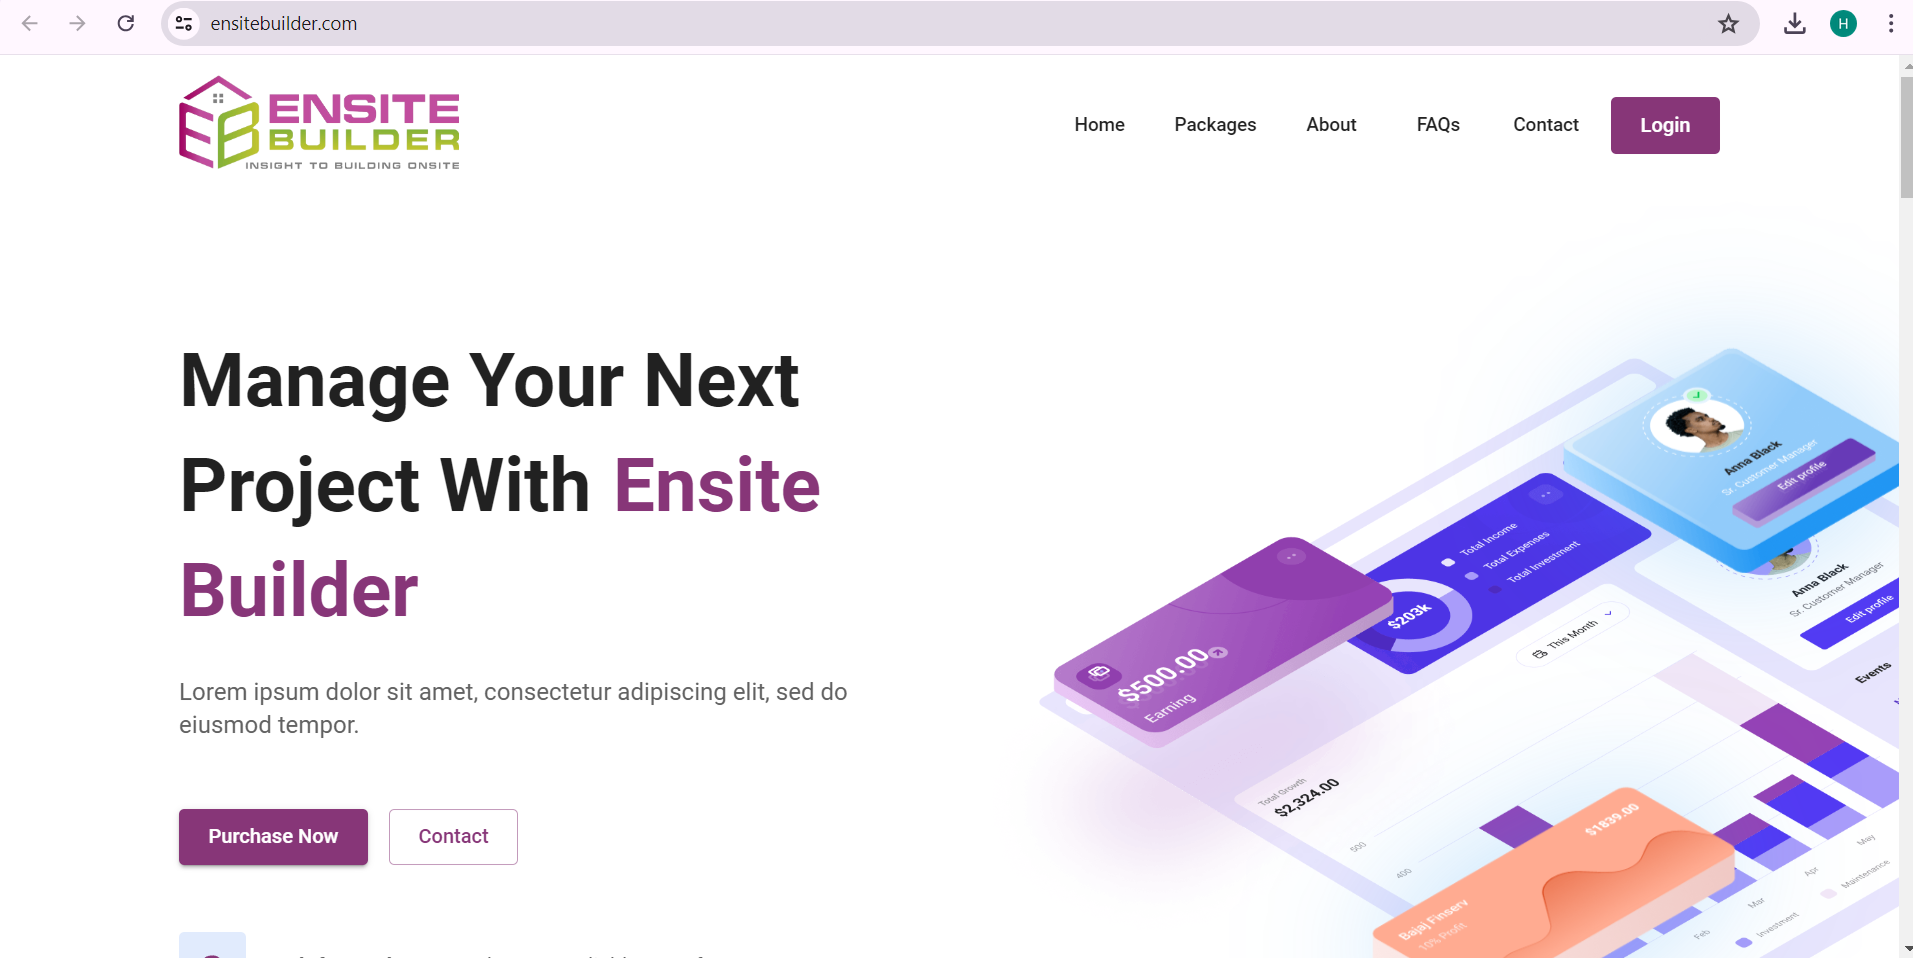 ensitebuilder.com
H
ENSITE
BUILDER
INSIGHT TO BUILDING ONSITE
Home
Packages
About
FAQs
Contact
Login
Manage Your Next
Project With Ensite
Builder
Lorem ipsum dolor sit amet, consectetur adipiscing elit, sed do
eiusmod tempor.
Purchase Now
Contact
Anna Black
Sr. Customer Manager
Edit profile
Total Income
Total Expenses
Total Investment
$203k
$500.00
Earning
This Month
Anna Black
Sr. Customer Manager
Edit profile
Events
Total Growth
$2,324.00
500
400
$1839.00
Bajaj Finserv
10% Profit
Feb
Mar
Apr
May
Investment
Maintenance